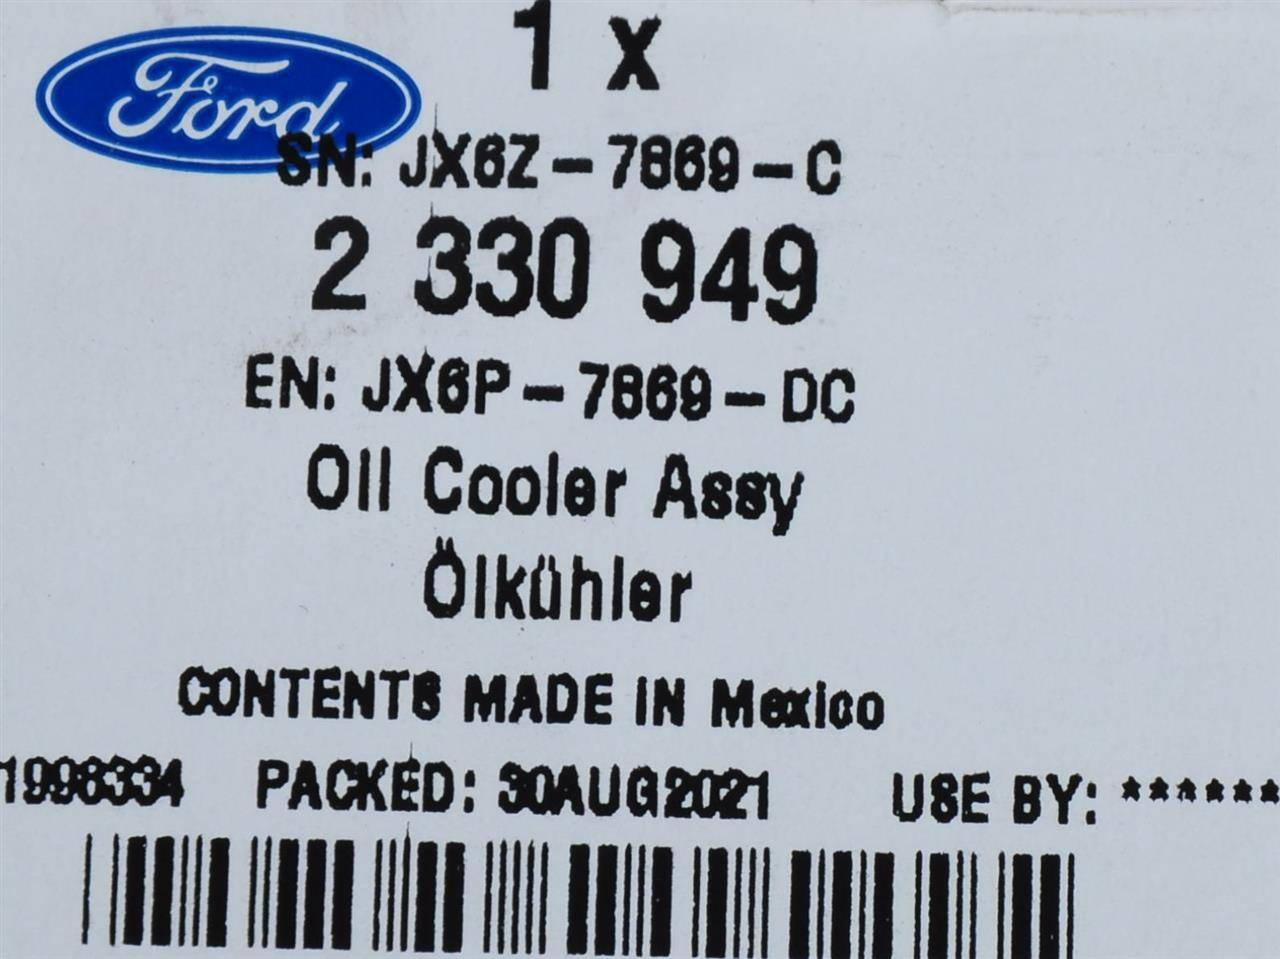 1 x
Ford
SN: JX6Z-7869-C
2 330 949
EN: JX6P-7869-DC
Oil Cooler Assy
Ölkühler
CONTENTS MADE IN Mexico
1998334 PACKED: 30AUG2021 USE BY: ******